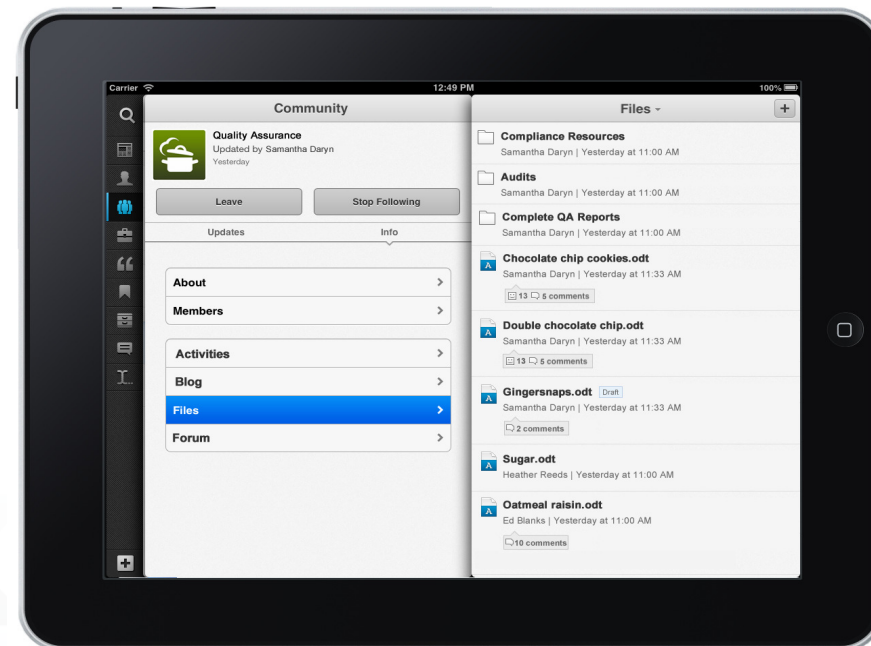 Carrier
12:49 PM
100%
Community
Quality Assurance
Updated by Samantha Daryn
Yesterday
Leave
Stop Following
Updates
Info
About
Members
Activities
Blog
Files
Forum
Files
Compliance Resources
Samantha Daryn | Yesterday at 11:00 AM
Audits
Samantha Daryn | Yesterday at 11:00 AM
Complete QA Reports
Samantha Daryn | Yesterday at 11:00 AM
Chocolate chip cookies.odt
Samantha Daryn | Yesterday at 11:33 AM
13 5 comments
Double chocolate chip.odt
Samantha Daryn | Yesterday at 11:33 AM
13 5 comments
Gingersnaps.odt Draft
Samantha Daryn | Yesterday at 11:33 AM
2 comments
Sugar.odt
Heather Reeds | Yesterday at 11:00 AM
Oatmeal raisin.odt
Ed Blanks | Yesterday at 11:00 AM
10 comments